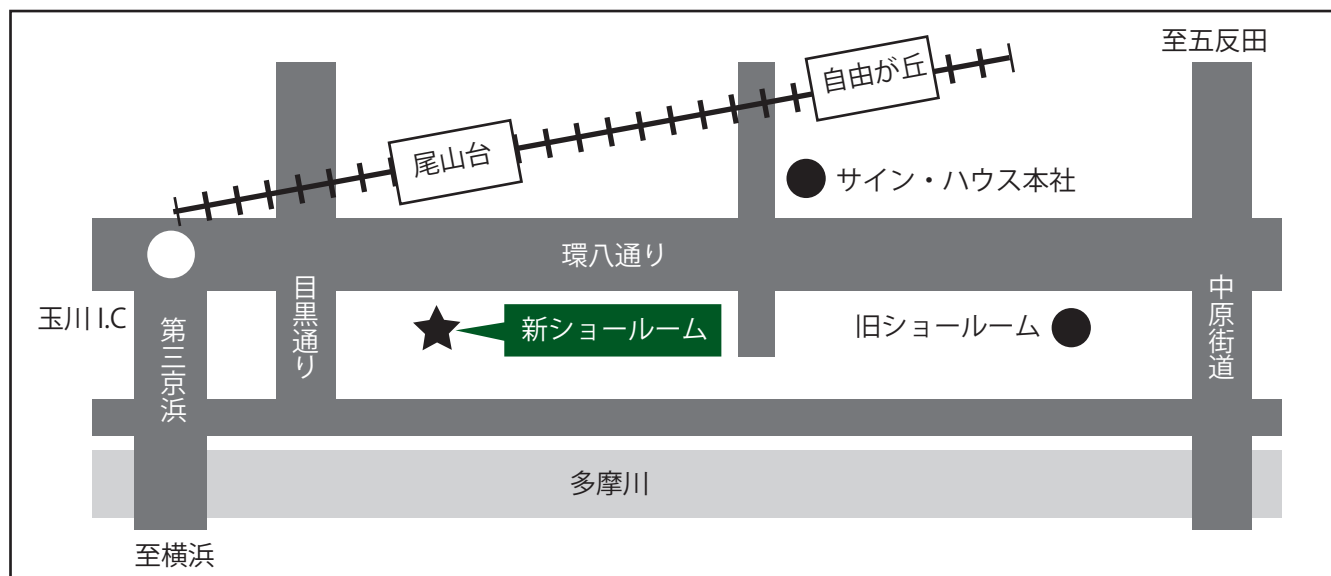 至五反田
自由が丘
尾山台
サイン・ハウス本社
環八通り
玉川 I.C
第三京浜
目黒通り
新ショールーム
旧ショールーム
中原街道
多摩川
至横浜